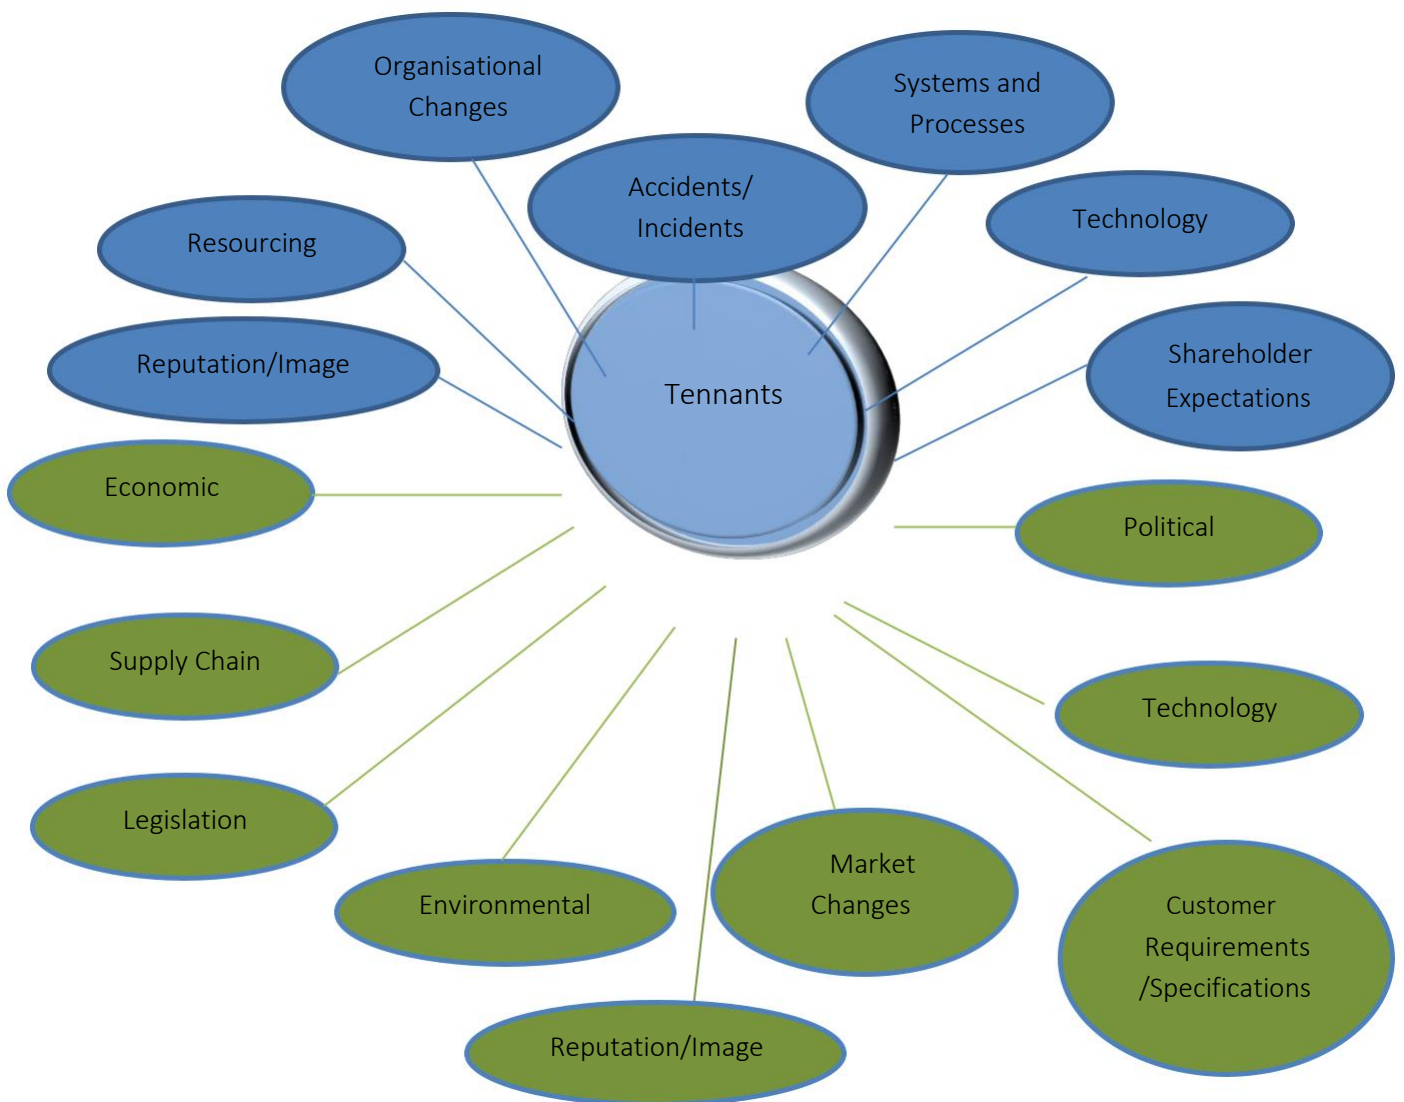 Organisational
Changes
Systems and
Processes
Accidents/
Incidents
Technology
Resourcing
Reputation/Image
Shareholder
Expectations
Tennants
Economic
Political
Supply Chain
Technology
Legislation
Environmental
Market
Changes
Customer
Requirements
/Specifications
Reputation/Image